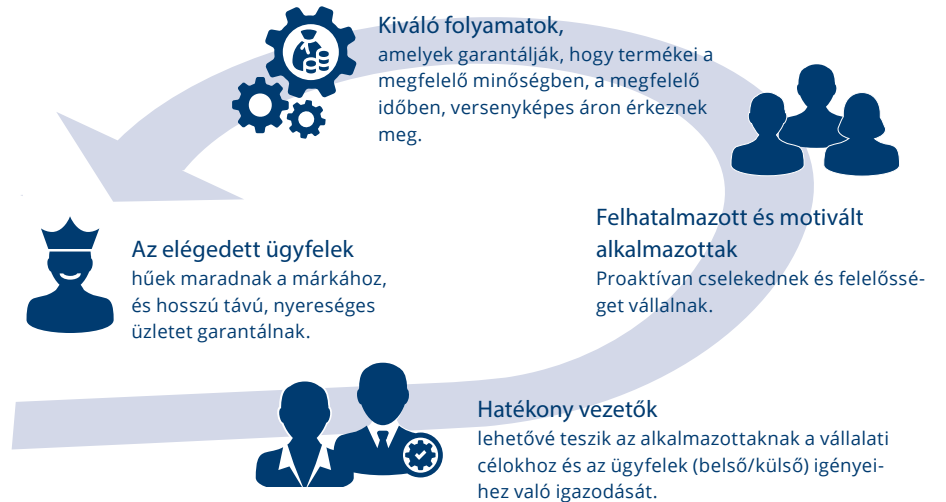 Kiváló folyamatok,
amelyek garantálják, hogy termékei a
megfelelő minőségben, a megfelelő
időben, versenyképes áron érkeznek
meg.
Felhatalmazott és motivált
alkalmazottak
Proaktívan cselekednek és felelőssé-
get vállalnak.
Az elégedett ügyfelek
hűek maradnak a márkához,
és hosszú távú, nyereséges
üzletet garantálnak.
Hatékony vezetők
lehetővé teszik az alkalmazottaknak a vállalati
célokhoz és az ügyfelek (belső/külső) igényei-
hez való igazodását.